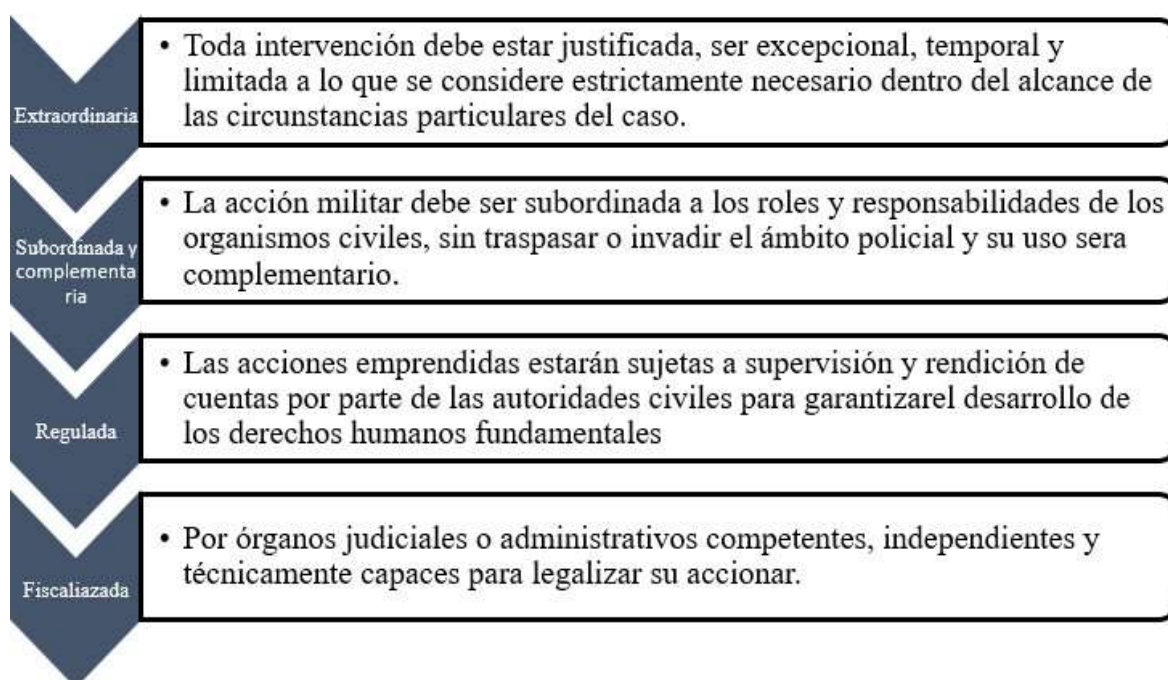 Extraordinaria
• Toda intervención debe estar justificada, ser excepcional, temporal y
limitada a lo que se considere estrictamente necesario dentro del alcance de
las circunstancias particulares del caso.
Subordinada y
complementa
ria
• La acción militar debe ser subordinada a los roles y responsabilidades de los
organismos civiles, sin traspasar o invadir el ámbito policial y su uso sera
complementario.
Regulada
• Las acciones emprendidas estarán sujetas a supervisión y rendición de
cuentas por parte de las autoridades civiles para garantizarel desarrollo de
los derechos humanos fundamentales
Fiscaliazada
• Por órganos judiciales o administrativos competentes, independientes y
técnicamente capaces para legalizar su accionar.